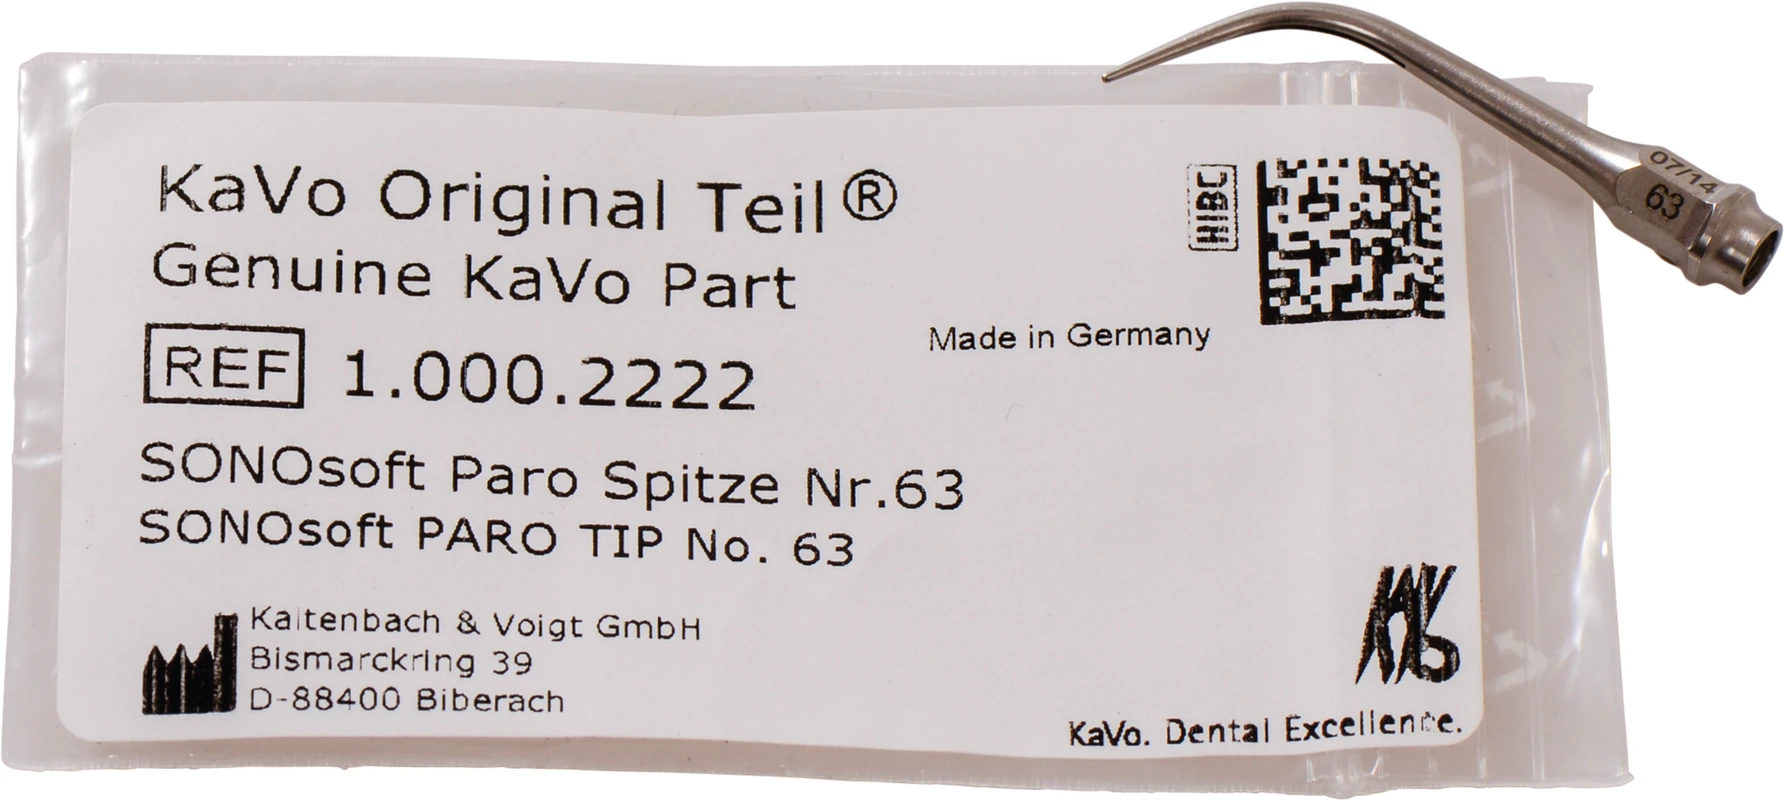 KaVo Original Teil®
Genuine KaVo Part
REF 1.000.2222
Made in Germany
HIBC
SONOsoft Paro Spitze Nr.63
SONOsoft PARO TIP No. 63
Kaltenbach & Voigt GmbH
Bismarckring 39
D-88400 Biberach
KaVo
KaVo. Dental Excellence.
07/14
63